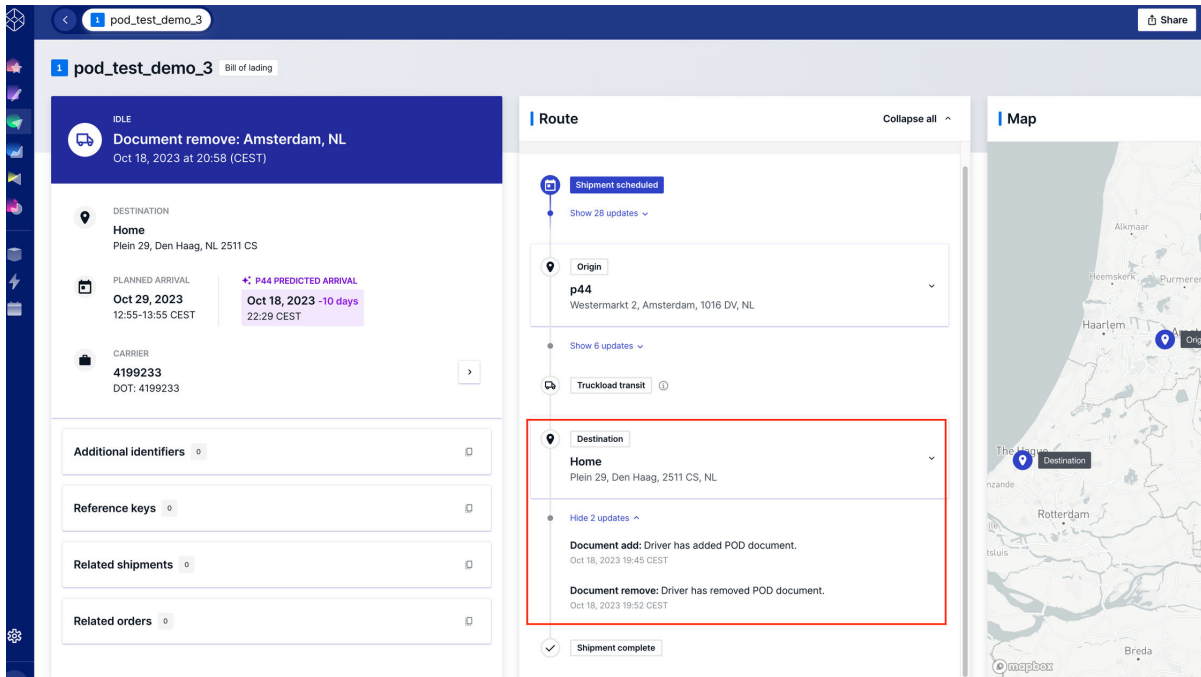 1 pod_test_demo_3
Share
1 pod_test_demo_3 Bill of lading
IDLE
Document remove: Amsterdam, NL
Oct 18, 2023 at 20:58 (CEST)
DESTINATION
Home
Plein 29, Den Haag, NL 2511 CS
PLANNED ARRIVAL
Oct 29, 2023
12:55-13:55 CEST
P44 PREDICTED ARRIVAL
Oct 18, 2023 -10 days
22:29 CEST
CARRIER
4199233
DOT: 4199233
Additional identifiers 0
Reference keys 0
Related shipments 0
Related orders 0
Route
Collapse all
Shipment scheduled
Show 28 updates
Origin
p44
Westermarkt 2, Amsterdam, 1016 DV, NL
Show 6 updates
Truckload transit
Destination
Home
Plein 29, Den Haag, 2511 CS, NL
Hide 2 updates
Document add: Driver has added POD document.
Oct 18, 2023 19:45 CEST
Document remove: Driver has removed POD document.
Oct 18, 2023 19:52 CEST
Shipment complete
Map
Alkmaar
Heemskerk
Purmere
Haarlem
Orig
The Hague
Destination
nzande
Rotterdam
tsluis
Breda
mapbox